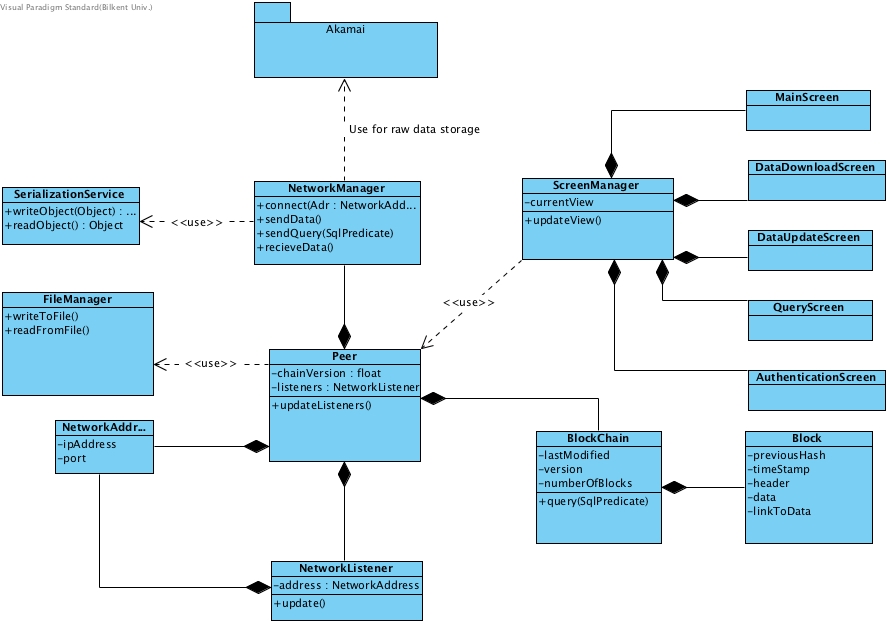 Visual Paradigm Standard(Bilkent Univ.)
Akamai
Use for raw data storage
MainScreen
DataDownloadScreen
DataUpdateScreen
QueryScreen
AuthenticationScreen
ScreenManager
-currentView
+updateView()
NetworkManager
+connect(Adr : NetworkAdd...
+sendData()
+sendQuery(SqlPredicate)
+recieveData()
SerializationService
+writeObject(Object) : ...
+readObject() : Object
<<use>>
<<use>>
FileManager
+writeToFile()
+readFromFile()
<<use>>
Peer
-chainVersion : float
-listeners : NetworkListener
+updateListeners()
NetworkAddr...
-ipAddress
-port
BlockChain
-lastModified
-version
-numberOfBlocks
+query(SqlPredicate)
Block
-previousHash
-timeStamp
-header
-data
-linkToData
NetworkListener
-address : NetworkAddress
+update()